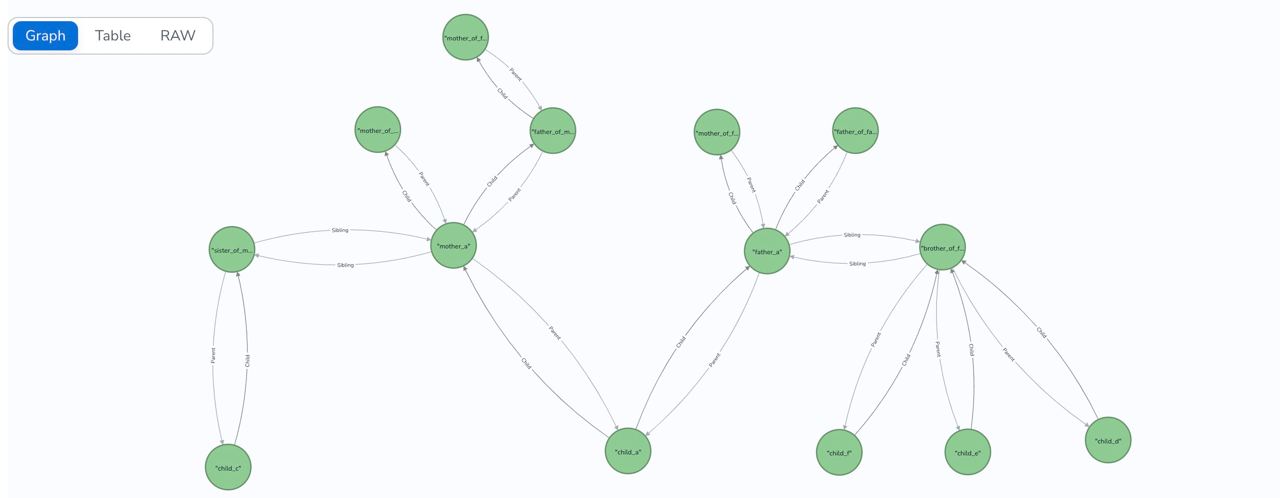 Graph Table RAW
"mother_of_f...
Parent
Child
"mother_of_...
"father_of_m...
"mother_of_f...
"father_of_fa...
Parent
Child
Child
Parent
Parent
Child
Child
Parent
"sister_of_m...
Sibling
Sibling
"mother_a"
"father_a"
Sibling
Sibling
"brother_of_f...
Parent
Child
Parent
Child
Child
Parent
Parent
Child
Parent
Child
Parent
Child
"child_c"
"child_a"
"child_f"
"child_e"
"child_d"